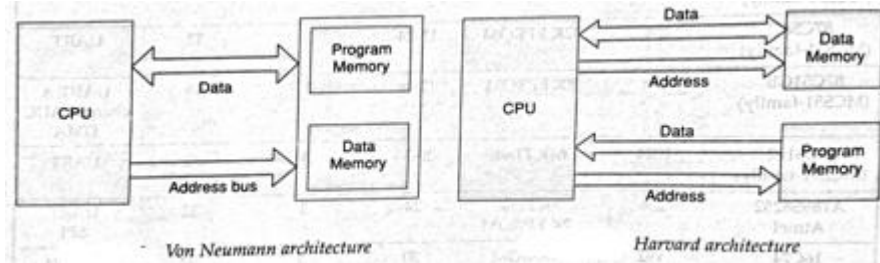 CPU
Data
Program
Memory
Data
Memory
Address bus
Von Neumann architecture
CPU
Data
Address
Data
Memory
Data
Address
Program
Memory
Harvard architecture